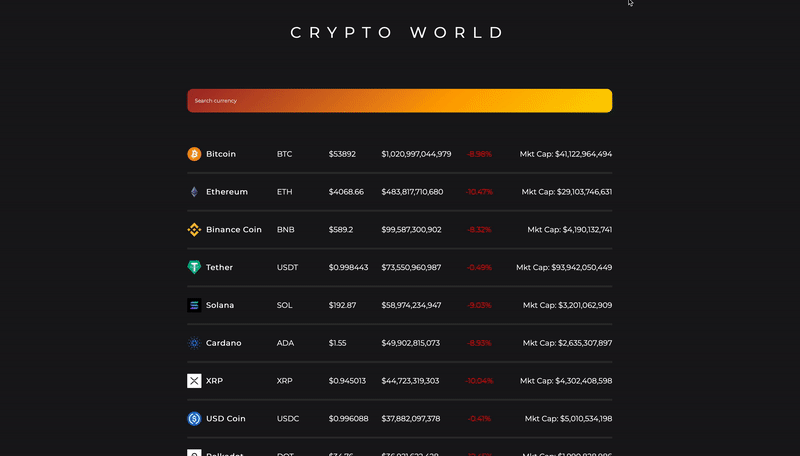 CRYPTO WORLD
Search currency
Bitcoin BTC $53892 $1,020,997,044,979 -8.98% Mkt Cap: $41,122,964,494
Ethereum ETH $4068.66 $483,817,710,680 -10.47% Mkt Cap: $29,103,746,631
Binance Coin BNB $589.2 $99,587,300,902 -8.32% Mkt Cap: $4,190,132,741
Tether USDT $0.998443 $73,550,960,987 -0.49% Mkt Cap: $93,942,050,449
Solana SOL $192.87 $58,974,234,947 -9.03% Mkt Cap: $3,201,062,909
Cardano ADA $1.55 $49,902,815,073 -8.93% Mkt Cap: $2,635,307,897
XRP XRP $0.945013 $44,723,319,303 -10.04% Mkt Cap: $4,302,408,598
USD Coin USDC $0.996088 $37,882,097,378 -0.41% Mkt Cap: $5,010,534,198
Polkadot DOT Mkt Cap: